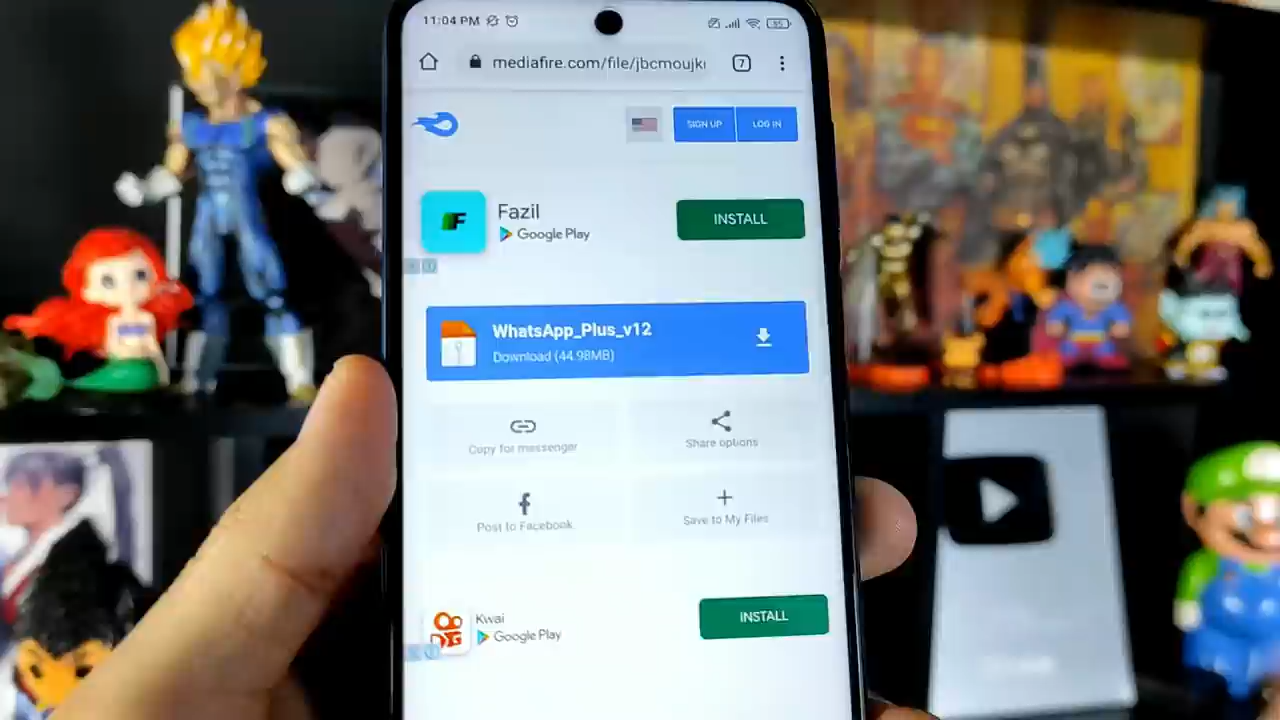 11:04 PM
mediafire.com/file/jbcmoujk
7
SIGN UP
LOG IN
F
Fazil
Google Play
INSTALL
WhatsApp_Plus_v12
Download (44.98MB)
Copy for messenger
Share options
Post to Facebook
Save to My Files
Kwai
Google Play
INSTALL